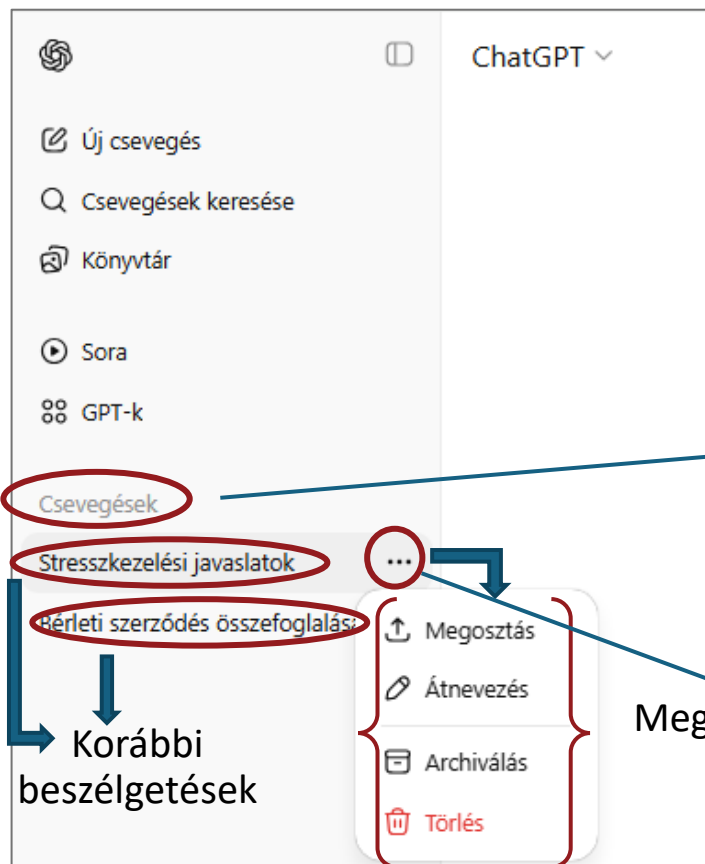 ChatGPT
Új csevegés
Csevegések keresése
Könyvtár
Sora
GPT-k
Csevegések
Stresszkezelési javaslatok
Bérleti szerződés összefoglalása
Megosztás
Átnevezés
Archiválás
Törlés
Korábbi
beszélgetések
Meg